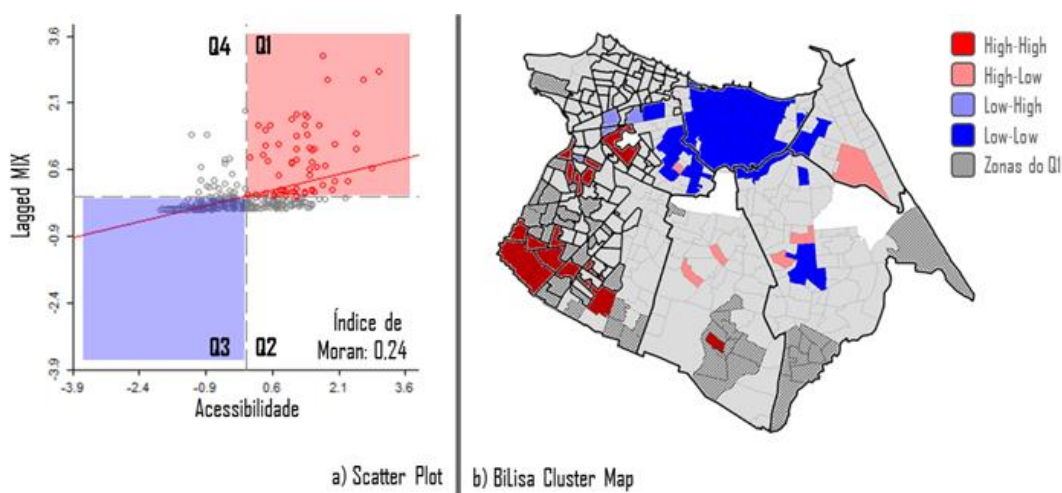 3.6
2.1
0.6
-0.9
-2.4
-3.9
Lagged MIX
Q4
Q1
Q3
Q2
Índice de
Moran: 0,24
-3.9
-2.4
-0.9
0.6
2.1
3.6
Acessibilidade
a) Scatter Plot
High-High
High-Low
Low-High
Low-Low
Zonas do Q1
b) BiLisa Cluster Map